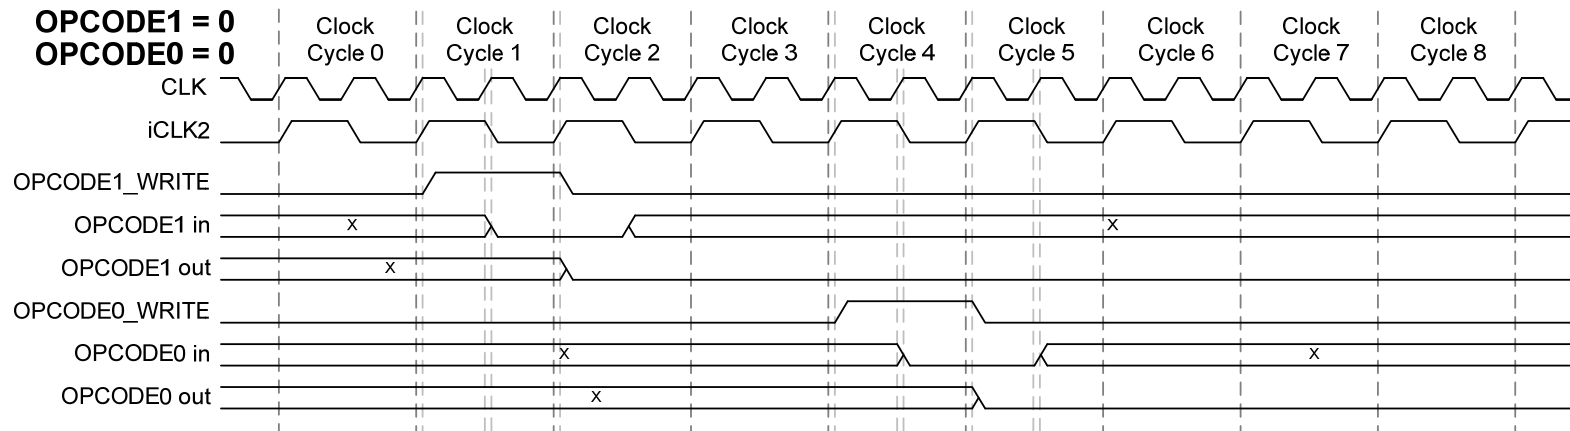 OPCODE1 = 0
OPCODE0 = 0
Clock Cycle 0
Clock Cycle 1
Clock Cycle 2
Clock Cycle 3
Clock Cycle 4
Clock Cycle 5
Clock Cycle 6
Clock Cycle 7
Clock Cycle 8
CLK
iCLK2
OPCODE1_WRITE
OPCODE1 in
x
x
OPCODE1 out
x
OPCODE0_WRITE
OPCODE0 in
x
x
OPCODE0 out
x